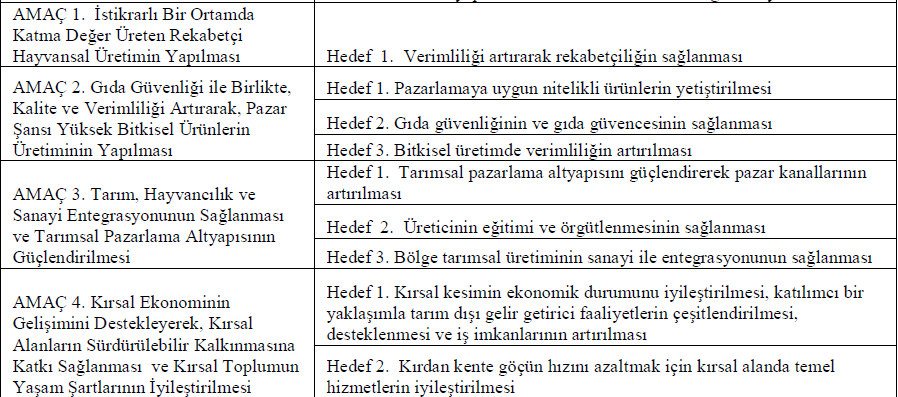 AMAÇ 1. İstikrarlı Bir Ortamda
Katma Değer Üreten Rekabetçi
Hayvansal Üretimin Yapılması
Hedef 1. Verimliliği artırarak rekabetçiliğin sağlanması
AMAÇ 2. Gıda Güvenliği ile Birlikte,
Kalite ve Verimliliği Artırarak, Pazar
Şansı Yüksek Bitkisel Ürünlerin
Üretiminin Yapılması
Hedef 1. Pazarlamaya uygun nitelikli ürünlerin yetiştirilmesi
Hedef 2. Gıda güvenliğinin ve gıda güvencesinin sağlanması
Hedef 3. Bitkisel üretimde verimliliğin artırılması
AMAÇ 3. Tarım, Hayvancılık ve
Sanayi Entegrasyonunun Sağlanması
ve Tarımsal Pazarlama Altyapısının
Güçlendirilmesi
Hedef 1. Tarımsal pazarlama altyapısını güçlendirerek pazar kanallarının
artırılması
Hedef 2. Üreticinin eğitimi ve örgütlenmesinin sağlanması
Hedef 3. Bölge tarımsal üretiminin sanayi ile entegrasyonunun sağlanması
AMAÇ 4. Kırsal Ekonominin
Gelişimini Destekleyerek, Kırsal
Alanların Sürdürülebilir Kalkınmasına
Katkı Sağlanması ve Kırsal Toplumun
Yaşam Şartlarının İyileştirilmesi
Hedef 1. Kırsal kesimin ekonomik durumunu iyileştirilmesi, katılımcı bir
yaklaşımla tarım dışı gelir getirici faaliyetlerin çeşitlendirilmesi,
desteklenmesi ve iş imkanlarının artırılması
Hedef 2. Kırdan kente göçün hızını azaltmak için kırsal alanda temel
hizmetlerin iyileştirilmesi